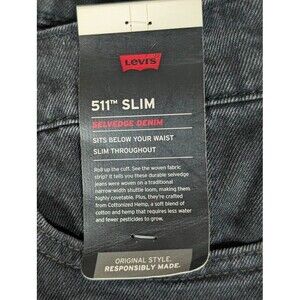 Levi's
511™ SLIM
SELVEDGE DENIM
SITS BELOW YOUR WAIST
SLIM THROUGHOUT
Roll up the cuff. See the woven fabric
strip? It tells you these durable selvedge
jeans were woven on a traditional
narrow-width shuttle loom, making them
highly covetable. Plus, they're crafted
from Cottonized Hemp, a soft blend of
cotton and hemp that requires less water
and fewer pesticides to grow.
ORIGINAL STYLE.
RESPONSIBLY MADE.